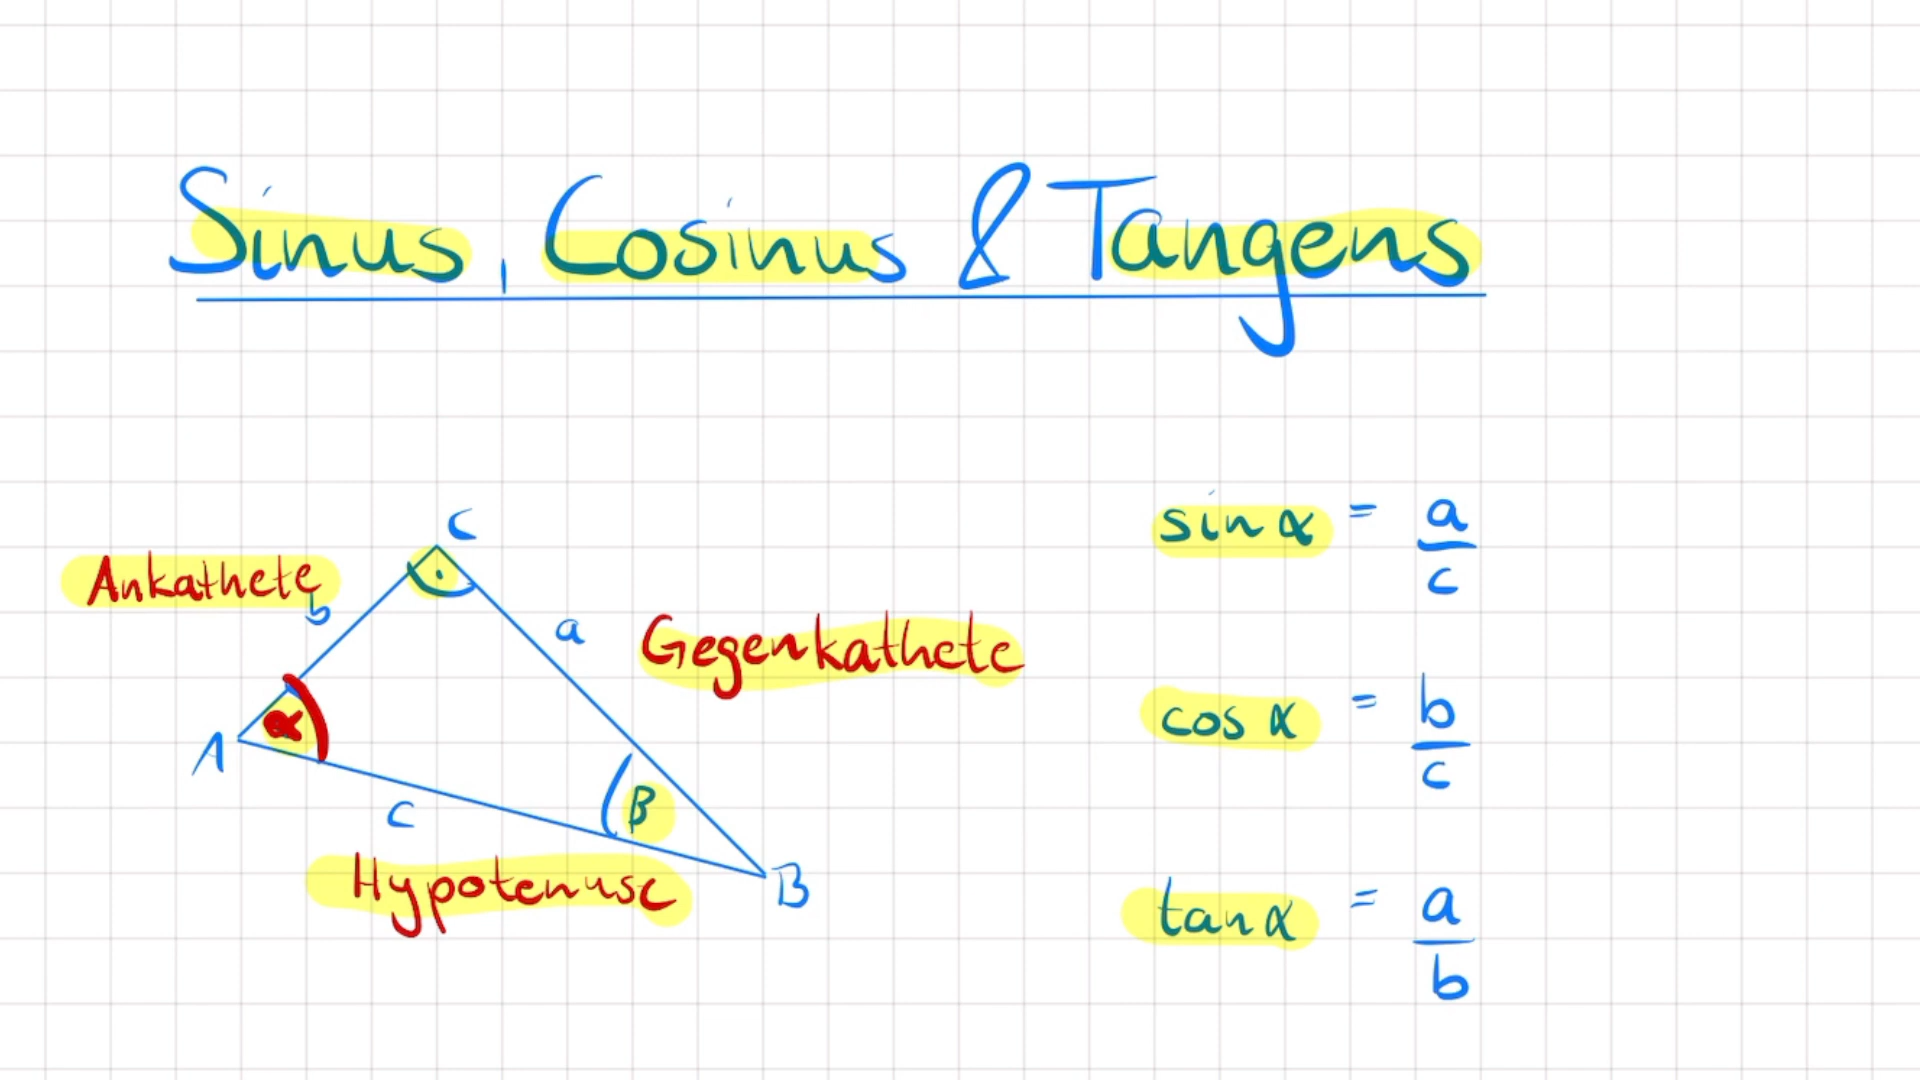 Sinus, Cosinus & Tangens
C
Ankathete
b
a
Gegenkathete
α
A
c
β
Hypotenuse
B
sin α = a/c
cos α = b/c
tan α = a/b